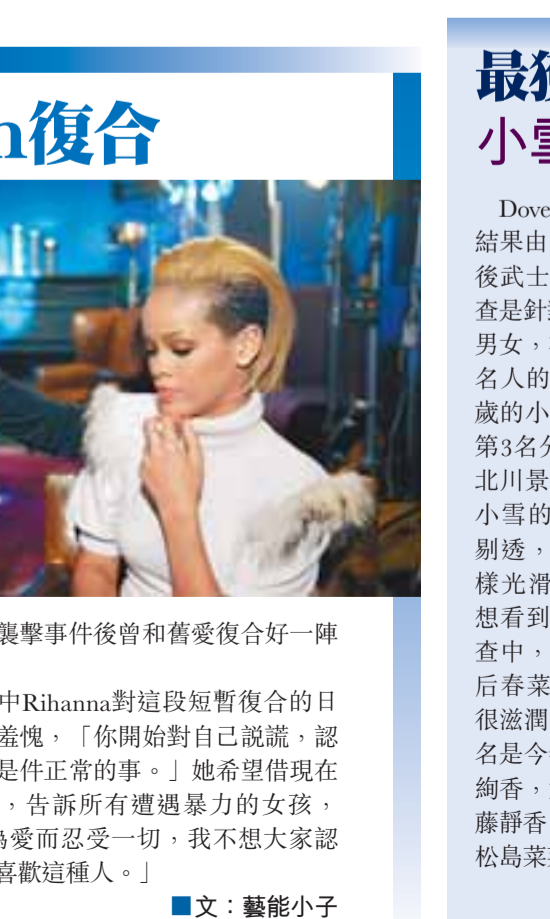 n復合
襲擊事件後曾和舊愛復合好一陣
中Rihanna對這段短暫復合的日
羞愧，「你開始對自己説謊，認
是件正常的事。」她希望借現在
，告訴所有遭遇暴力的女孩，
為愛而忍受一切，我不想大家認
喜歡這種人。」
■文：藝能小子
最
小雪
Dove
結果由
後武士
查是針
男女，
名人的
歲的小
第3名分
北川景
小雪的
剔透，
樣光滑
想看到
查中，
后春菜
很滋潤
名是今
絢香，
藤靜香
松島菜